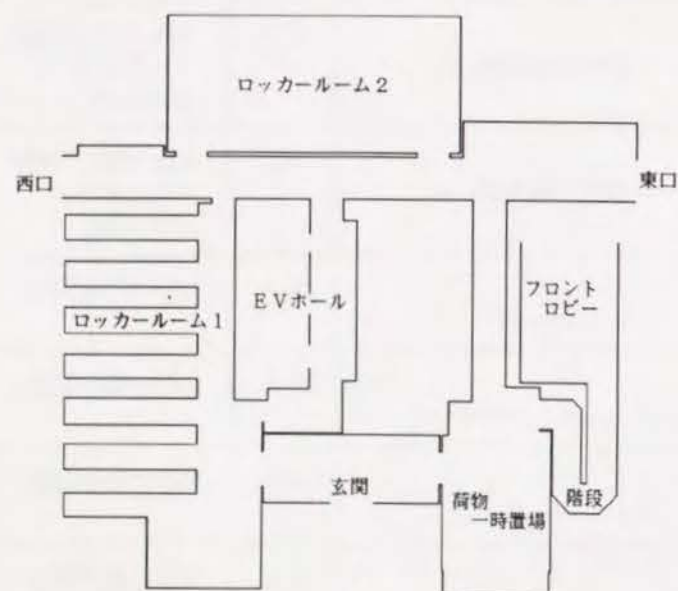 ロッカールーム2
西口
東口
EVホール
フロント
ロビー
ロッカールーム1
玄関
荷物
一時置場
階段